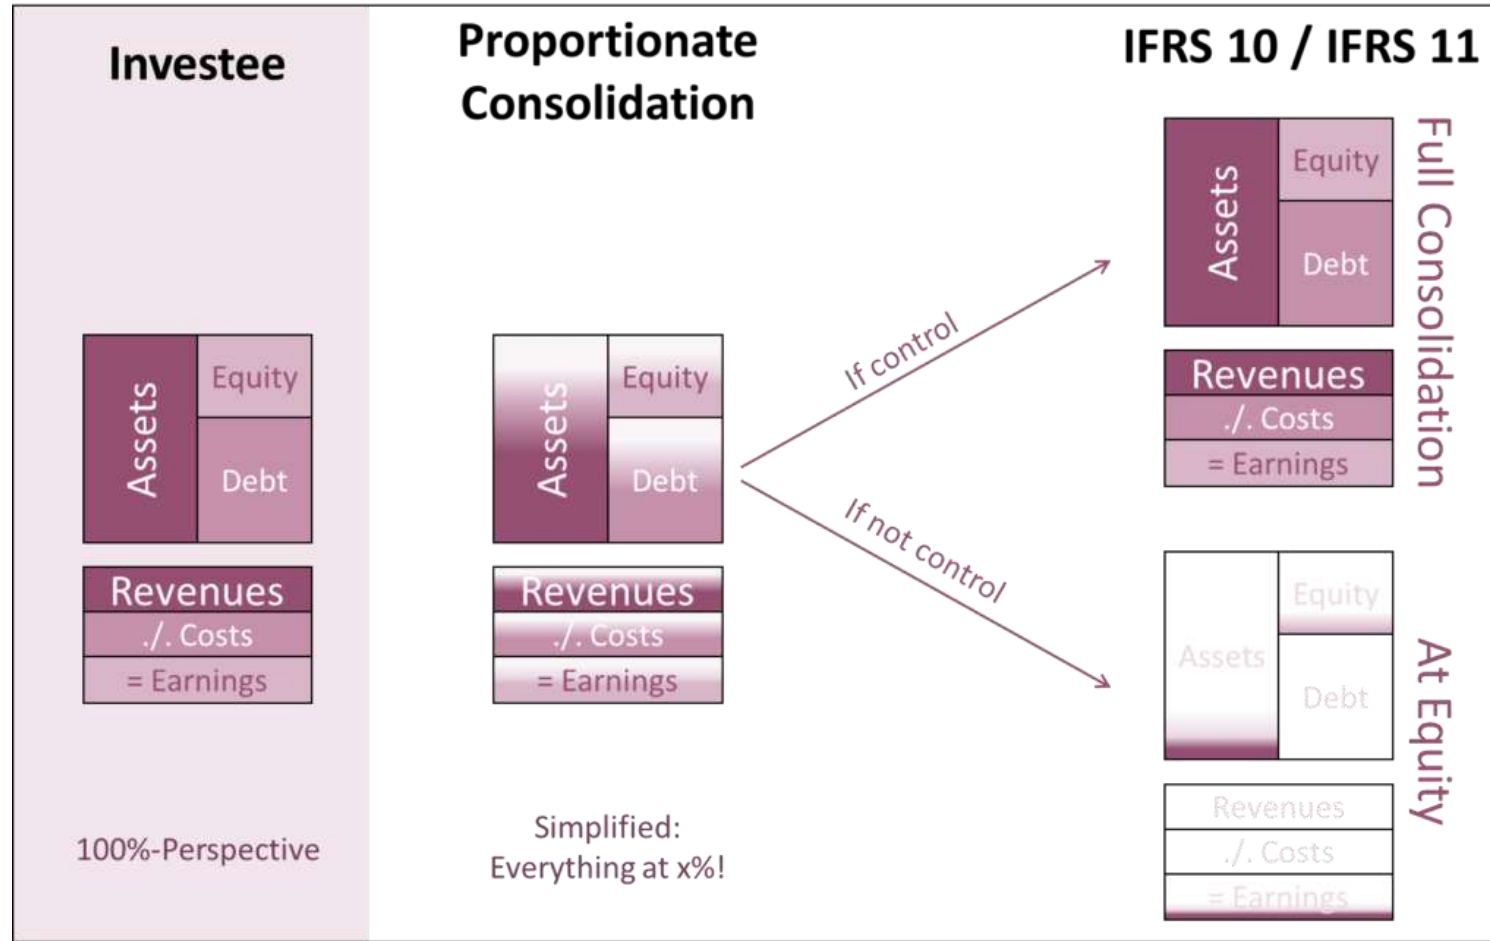 Investee
Assets
Equity
Debt
Revenues
./. Costs
= Earnings
100%-Perspective
Proportionate
Consolidation
Assets
Equity
Debt
Revenues
./. Costs
= Earnings
Simplified:
Everything at x%!
If control
If not control
IFRS 10 / IFRS 11
Assets
Equity
Debt
Revenues
./. Costs
= Earnings
Full Consolidation
Assets
Equity
Debt
Revenues
./. Costs
= Earnings
At Equity